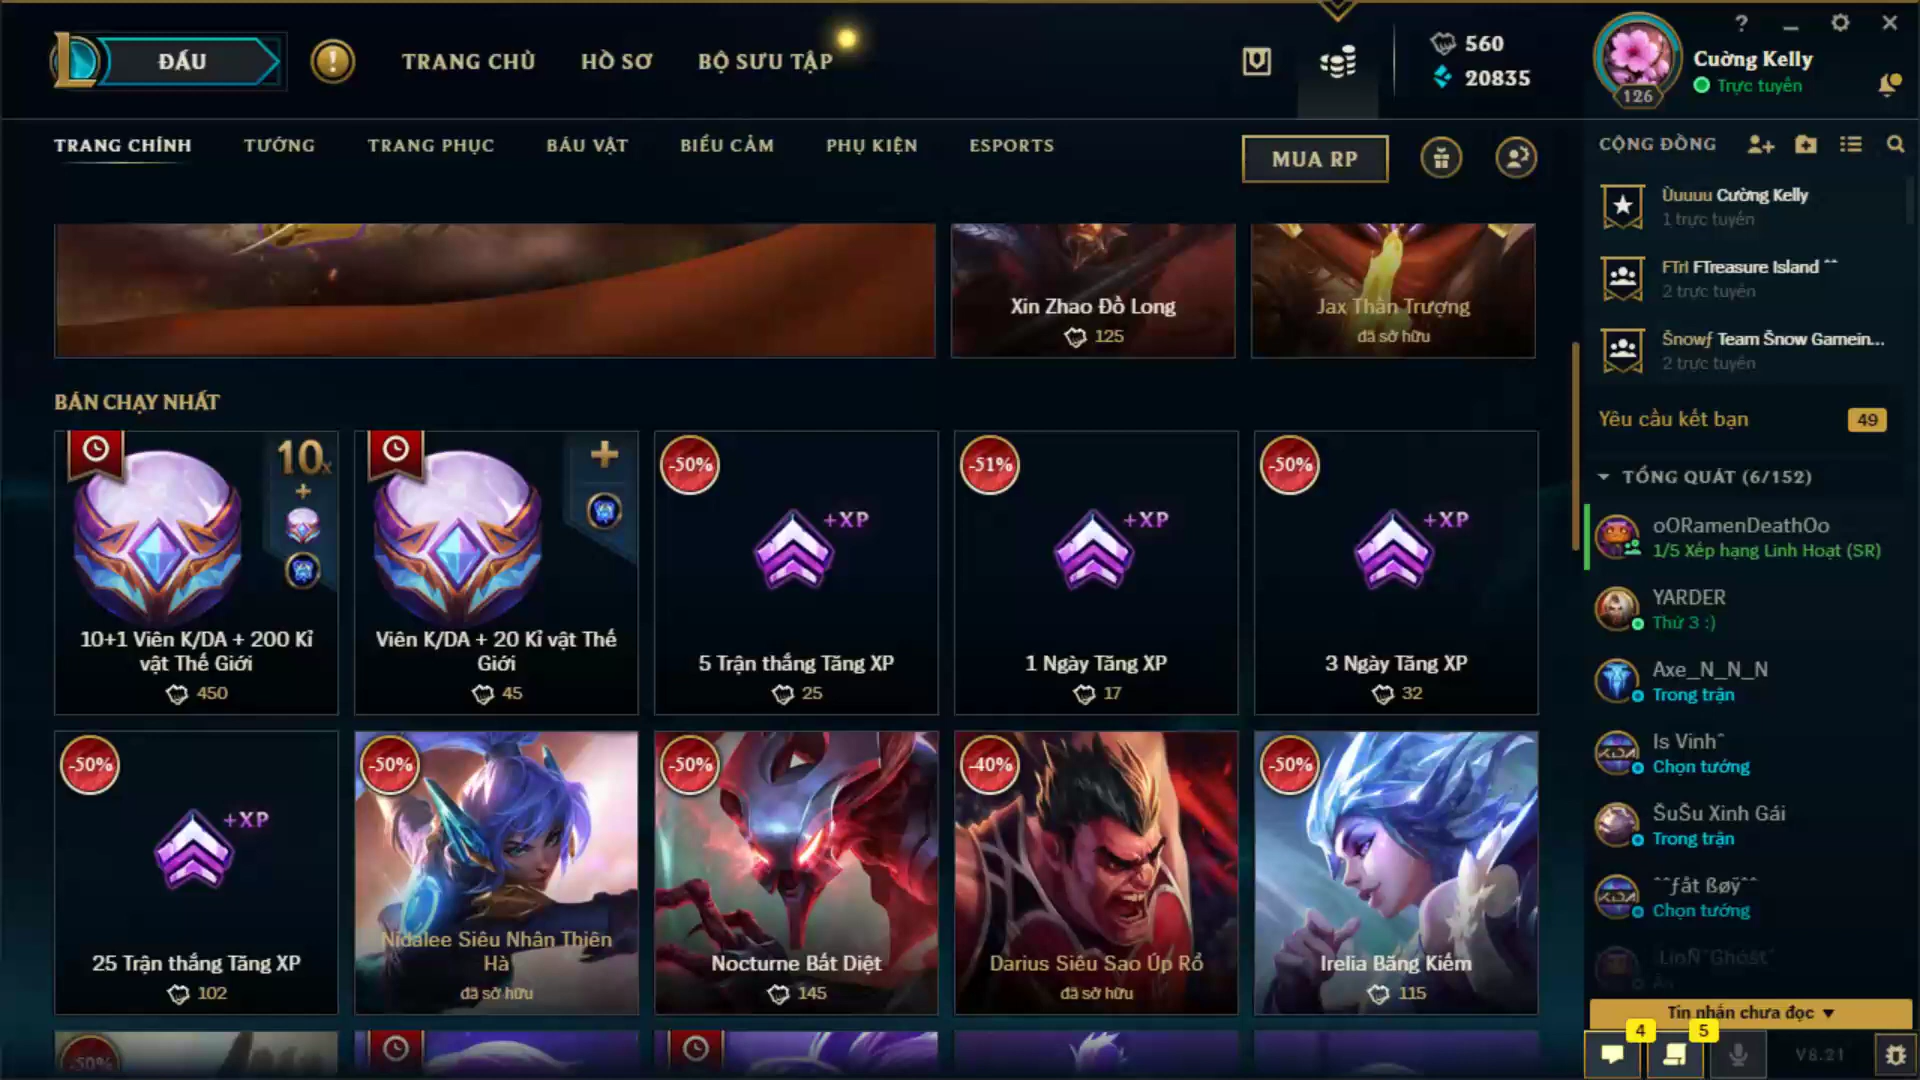 ĐẤU
TRANG CHỦ
HỒ SƠ
BỘ SƯU TẬP
560
20835
126
Cuờng Kelly
Trực tuyến
TRANG CHÍNH
TƯỚNG
TRANG PHỤC
BÁU VẬT
BIỂU CẢM
PHỤ KIỆN
ESPORTS
MUA RP
CỘNG ĐỒNG
Ùuuuu Cường Kelly
1 trực tuyến
FTrI FTreasure Island ^^
2 trực tuyến
Šnowƒ Team Šnow Gamein...
2 trực tuyến
Yêu cầu kết bạn
49
TỔNG QUÁT (6/152)
oORamenDeathOo
1/5 Xếp hạng Linh Hoạt (SR)
YARDER
Thứ 3 :)
Axe_N_N_N
Trong trận
Is Vinh^
Chọn tướng
ŠuŠu Xinh Gái
Trong trận
^^ƒåt ßøÿ^^
Chọn tướng
Tin nhắn chưa đọc
4
5
V8.21
Xin Zhao Đồ Long
125
Jax Thần Trượng
đã sở hữu
BÁN CHẠY NHẤT
10x
+
10+1 Viên K/DA + 200 Kỉ
vật Thế Giới
450
+
Viên K/DA + 20 Kỉ vật Thế
Giới
45
-50%
+XP
5 Trận thắng Tăng XP
25
-51%
+XP
1 Ngày Tăng XP
17
-50%
+XP
3 Ngày Tăng XP
32
-50%
+XP
25 Trận thắng Tăng XP
102
-50%
Nidalee Siêu Nhân Thiên
Hà
đã sở hữu
-50%
Nocturne Bất Diệt
145
-40%
Darius Siêu Sao Úp Rổ
đã sở hữu
-50%
Irelia Băng Kiếm
115
-50%